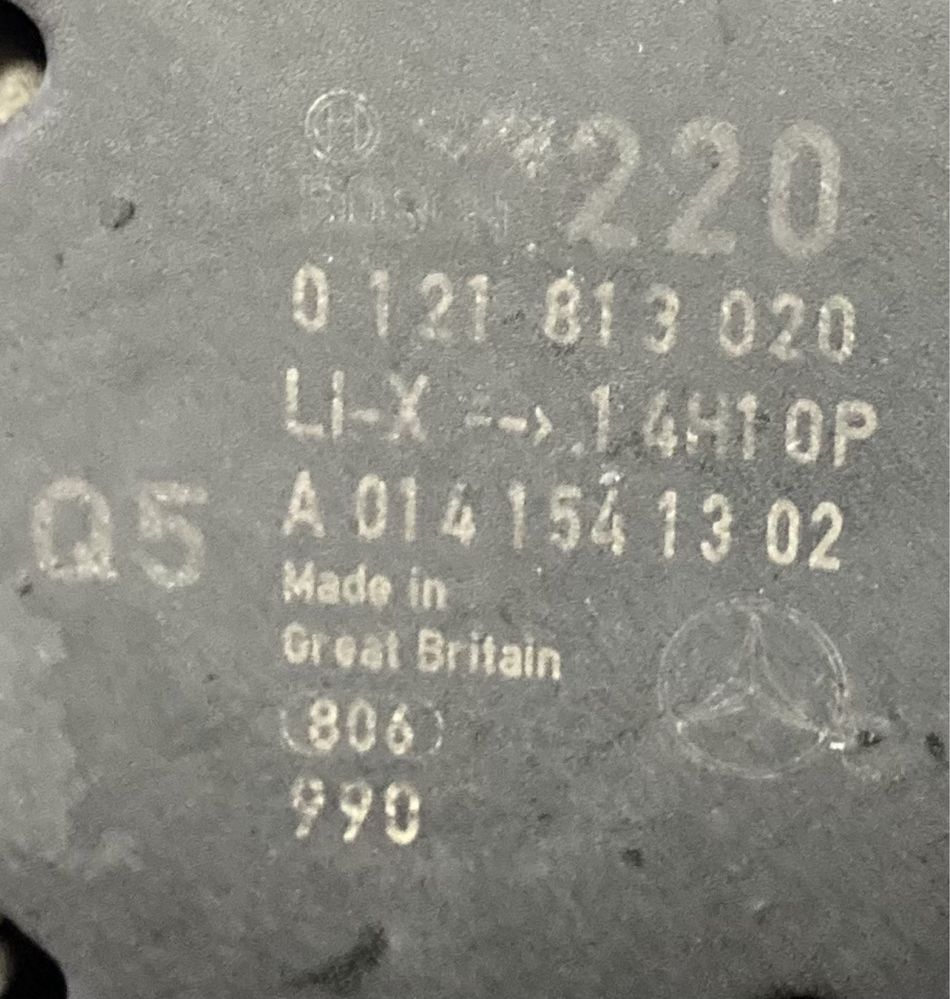 220
0 121 813 020
LI-X --> 14H10P
A 014 154 13 02
Q5
Made in
Great Britain
806
990